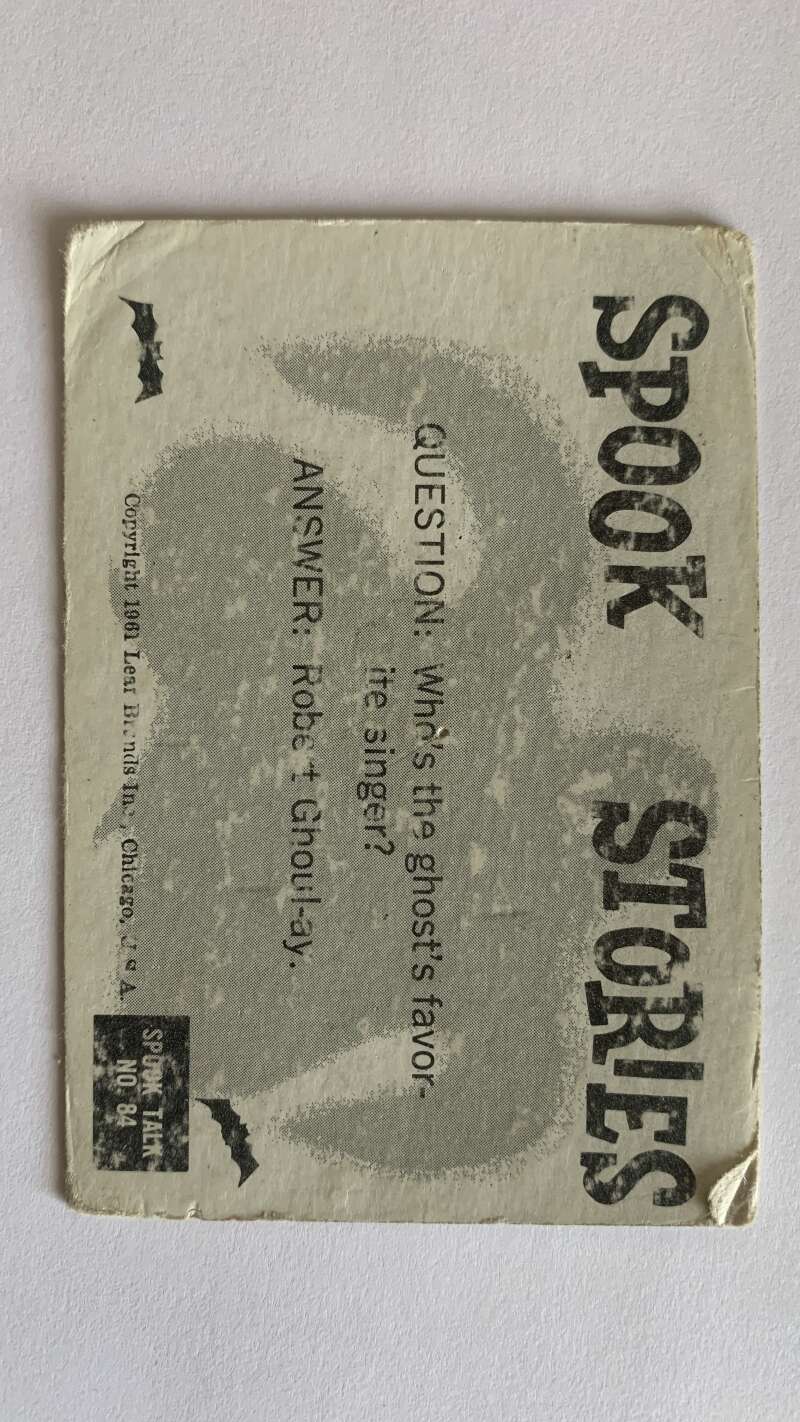 SPOOK STORIES
QUESTION: Who's the ghost's favor-
ite singer?
ANSWER: Robert Ghoul-ay.
Copyright 1961 Leaf Brands Inc., Chicago, U.S.A.
SPOOK TALK
NO 84